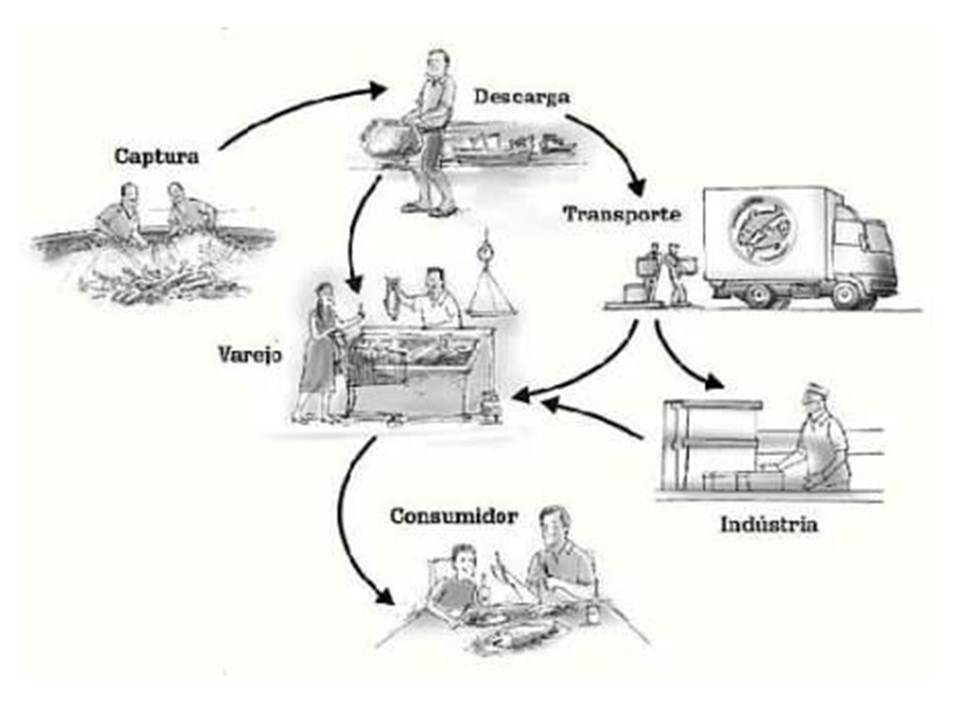 Captura
Descarga
Transporte
Varejo
Indústria
Consumidor